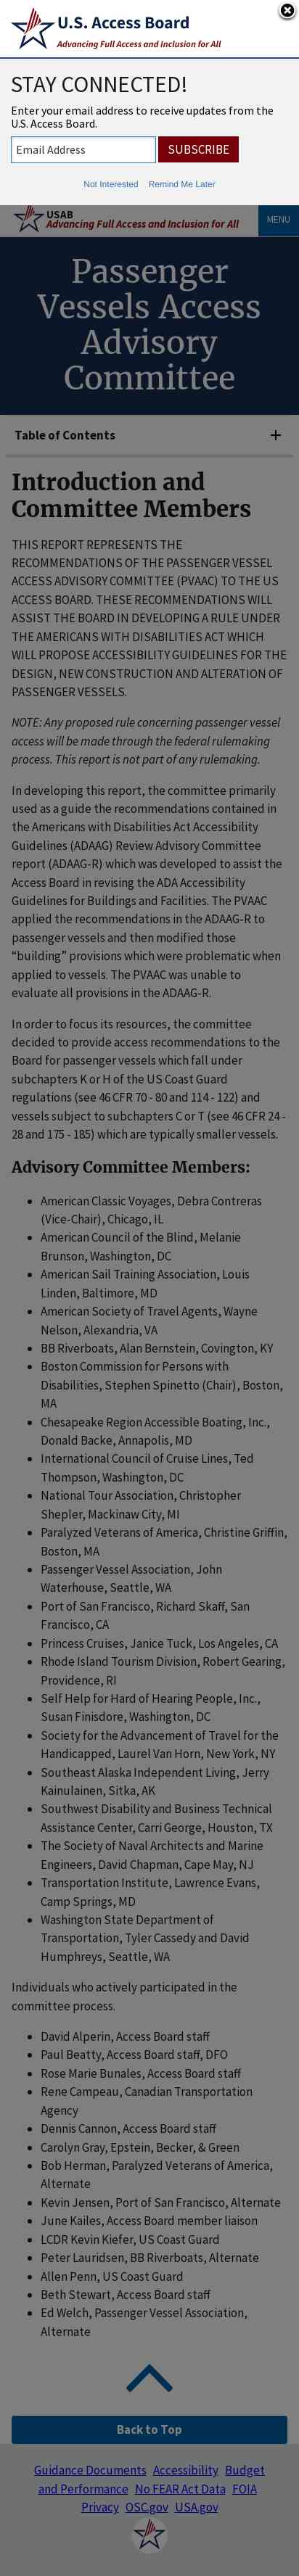 U.S. Access Board
Advancing Full Access and Inclusion for All
STAY CONNECTED!
Enter your email address to receive updates from the
U.S. Access Board.
Email Address
SUBSCRIBE
Not Interested Remind Me Later
USAB
Advancing Full Access and Inclusion for All
MENU
Passenger
Vessels Access
Advisory
Committee
Table of Contents +
Introduction and
Committee Members
THIS REPORT REPRESENTS THE
RECOMMENDATIONS OF THE PASSENGER VESSEL
ACCESS ADVISORY COMMITTEE (PVAAC) TO THE US
ACCESS BOARD. THESE RECOMMENDATIONS WILL
ASSIST THE BOARD IN DEVELOPING A RULE UNDER
THE AMERICANS WITH DISABILITIES ACT WHICH
WILL PROPOSE ACCESSIBILITY GUIDELINES FOR THE
DESIGN, NEW CONSTRUCTION AND ALTERATION OF
PASSENGER VESSELS.
NOTE: Any proposed rule concerning passenger vessel
access will be made through the federal rulemaking
process. This report is not part of any rulemaking.
In developing this report, the committee primarily
used as a guide the recommendations contained in
the Americans with Disabilities Act Accessibility
Guidelines (ADAAG) Review Advisory Committee
report (ADAAG-R) which was developed to assist the
Access Board in revising the ADA Accessibility
Guidelines for Buildings and Facilities. The PVAAC
applied the recommendations in the ADAAG-R to
passenger vessels and then modified those
“building” provisions which were problematic when
applied to vessels. The PVAAC was unable to
evaluate all provisions in the ADAAG-R.
In order to focus its resources, the committee
decided to provide access recommendations to the
Board for passenger vessels which fall under
subchapters K or H of the US Coast Guard
regulations (see 46 CFR 70 - 80 and 114 - 122) and
vessels subject to subchapters C or T (see 46 CFR 24 -
28 and 175 - 185) which are typically smaller vessels.
Advisory Committee Members:
• American Classic Voyages, Debra Contreras
(Vice-Chair), Chicago, IL
• American Council of the Blind, Melanie
Brunson, Washington, DC
• American Sail Training Association, Louis
Linden, Baltimore, MD
• American Society of Travel Agents, Wayne
Nelson, Alexandria, VA
• BB Riverboats, Alan Bernstein, Covington, KY
• Boston Commission for Persons with
Disabilities, Stephen Spinetto (Chair), Boston,
MA
• Chesapeake Region Accessible Boating, Inc.,
Donald Backe, Annapolis, MD
• International Council of Cruise Lines, Ted
Thompson, Washington, DC
• National Tour Association, Christopher
Shepler, Mackinaw City, MI
• Paralyzed Veterans of America, Christine Griffin,
Boston, MA
• Passenger Vessel Association, John
Waterhouse, Seattle, WA
• Port of San Francisco, Richard Skaff, San
Francisco, CA
• Princess Cruises, Janice Tuck, Los Angeles, CA
• Rhode Island Tourism Division, Robert Gearing,
Providence, RI
• Self Help for Hard of Hearing People, Inc.,
Susan Finisdore, Washington, DC
• Society for the Advancement of Travel for the
Handicapped, Laurel Van Horn, New York, NY
• Southeast Alaska Independent Living, Jerry
Kainulainen, Sitka, AK
• Southwest Disability and Business Technical
Assistance Center, Carri George, Houston, TX
• The Society of Naval Architects and Marine
Engineers, David Chapman, Cape May, NJ
• Transportation Institute, Lawrence Evans,
Camp Springs, MD
• Washington State Department of
Transportation, Tyler Cassedy and David
Humphreys, Seattle, WA
Individuals who actively participated in the
committee process.
• David Alperin, Access Board staff
• Paul Beatty, Access Board staff, DFO
• Rose Marie Bunales, Access Board staff
• Rene Campeau, Canadian Transportation
Agency
• Dennis Cannon, Access Board staff
• Carolyn Gray, Epstein, Becker, & Green
• Bob Herman, Paralyzed Veterans of America,
Alternate
• Kevin Jensen, Port of San Francisco, Alternate
• June Kailes, Access Board member liaison
• LCDR Kevin Kiefer, US Coast Guard
• Peter Lauridsen, BB Riverboats, Alternate
• Allen Penn, US Coast Guard
• Beth Stewart, Access Board staff
• Ed Welch, Passenger Vessel Association,
Alternate
Back to Top
Guidance Documents Accessibility Budget
and Performance No FEAR Act Data FOIA
Privacy OSC.gov USA.gov